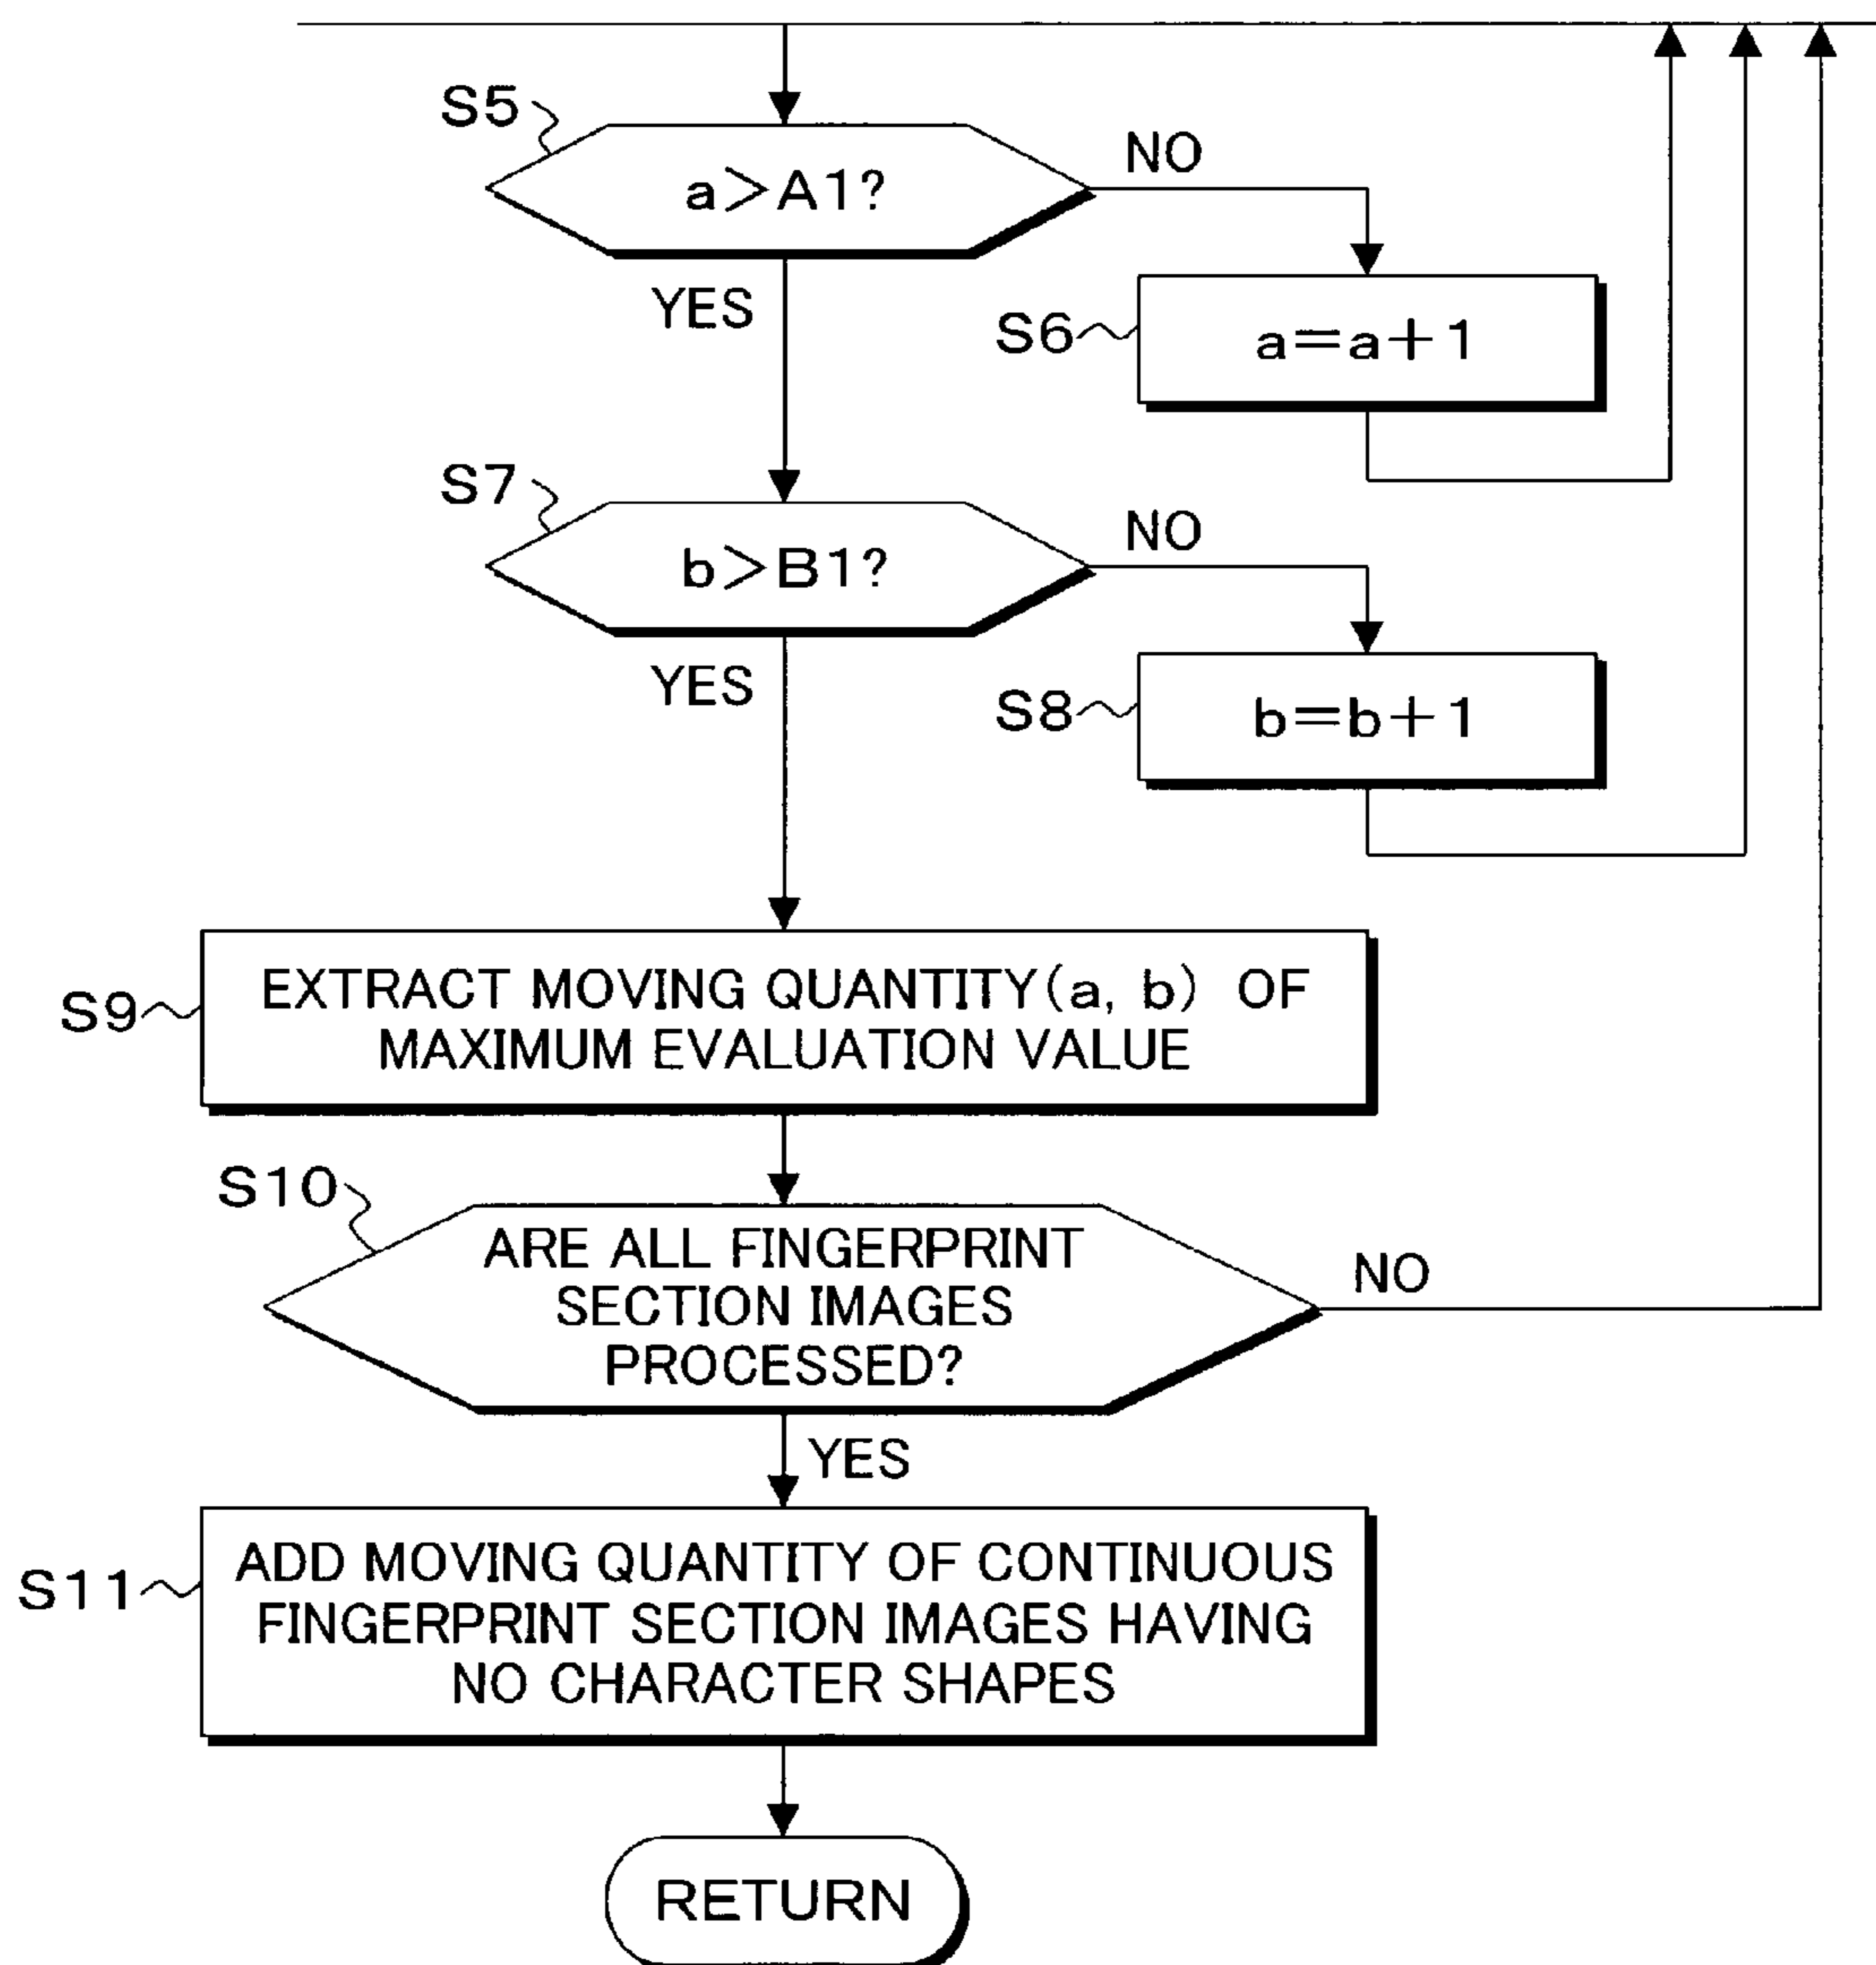 S5
a>A1?
NO
YES
S6
a=a+1
S7
b>B1?
NO
YES
S8
b=b+1
S9
EXTRACT MOVING QUANTITY(a, b) OF
MAXIMUM EVALUATION VALUE
S10
ARE ALL FINGERPRINT
SECTION IMAGES
PROCESSED?
NO
YES
S11
ADD MOVING QUANTITY OF CONTINUOUS
FINGERPRINT SECTION IMAGES HAVING
NO CHARACTER SHAPES
RETURN